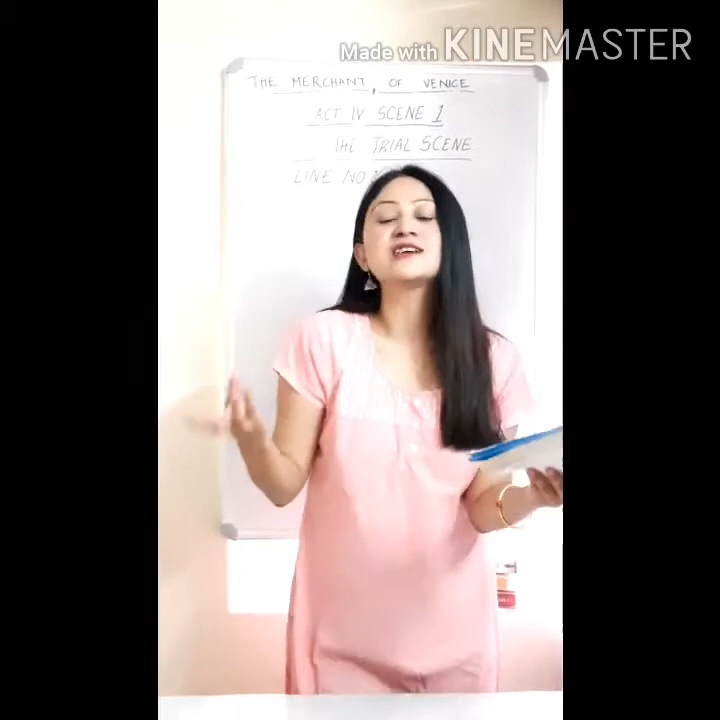 Made with KINEMASTER
THE MERCHANT OF VENICE
ACT IV SCENE 1
THE TRIAL SCENE
LINE NO